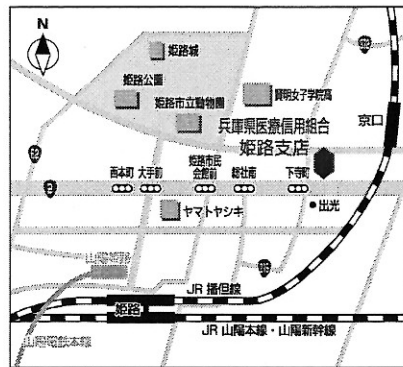 N
姫路城
姫路公園
姫路市立動物園
賢明女子学院高
兵庫県医療信用組合
姫路支店
京口
西本町
大手前
姫路市民
会館前
総社南
下寺町
2
ヤマトヤシキ
出光
山陽姫路
JR 播但線
姫路
山陽電鉄本線
JR 山陽本線・山陽新幹線